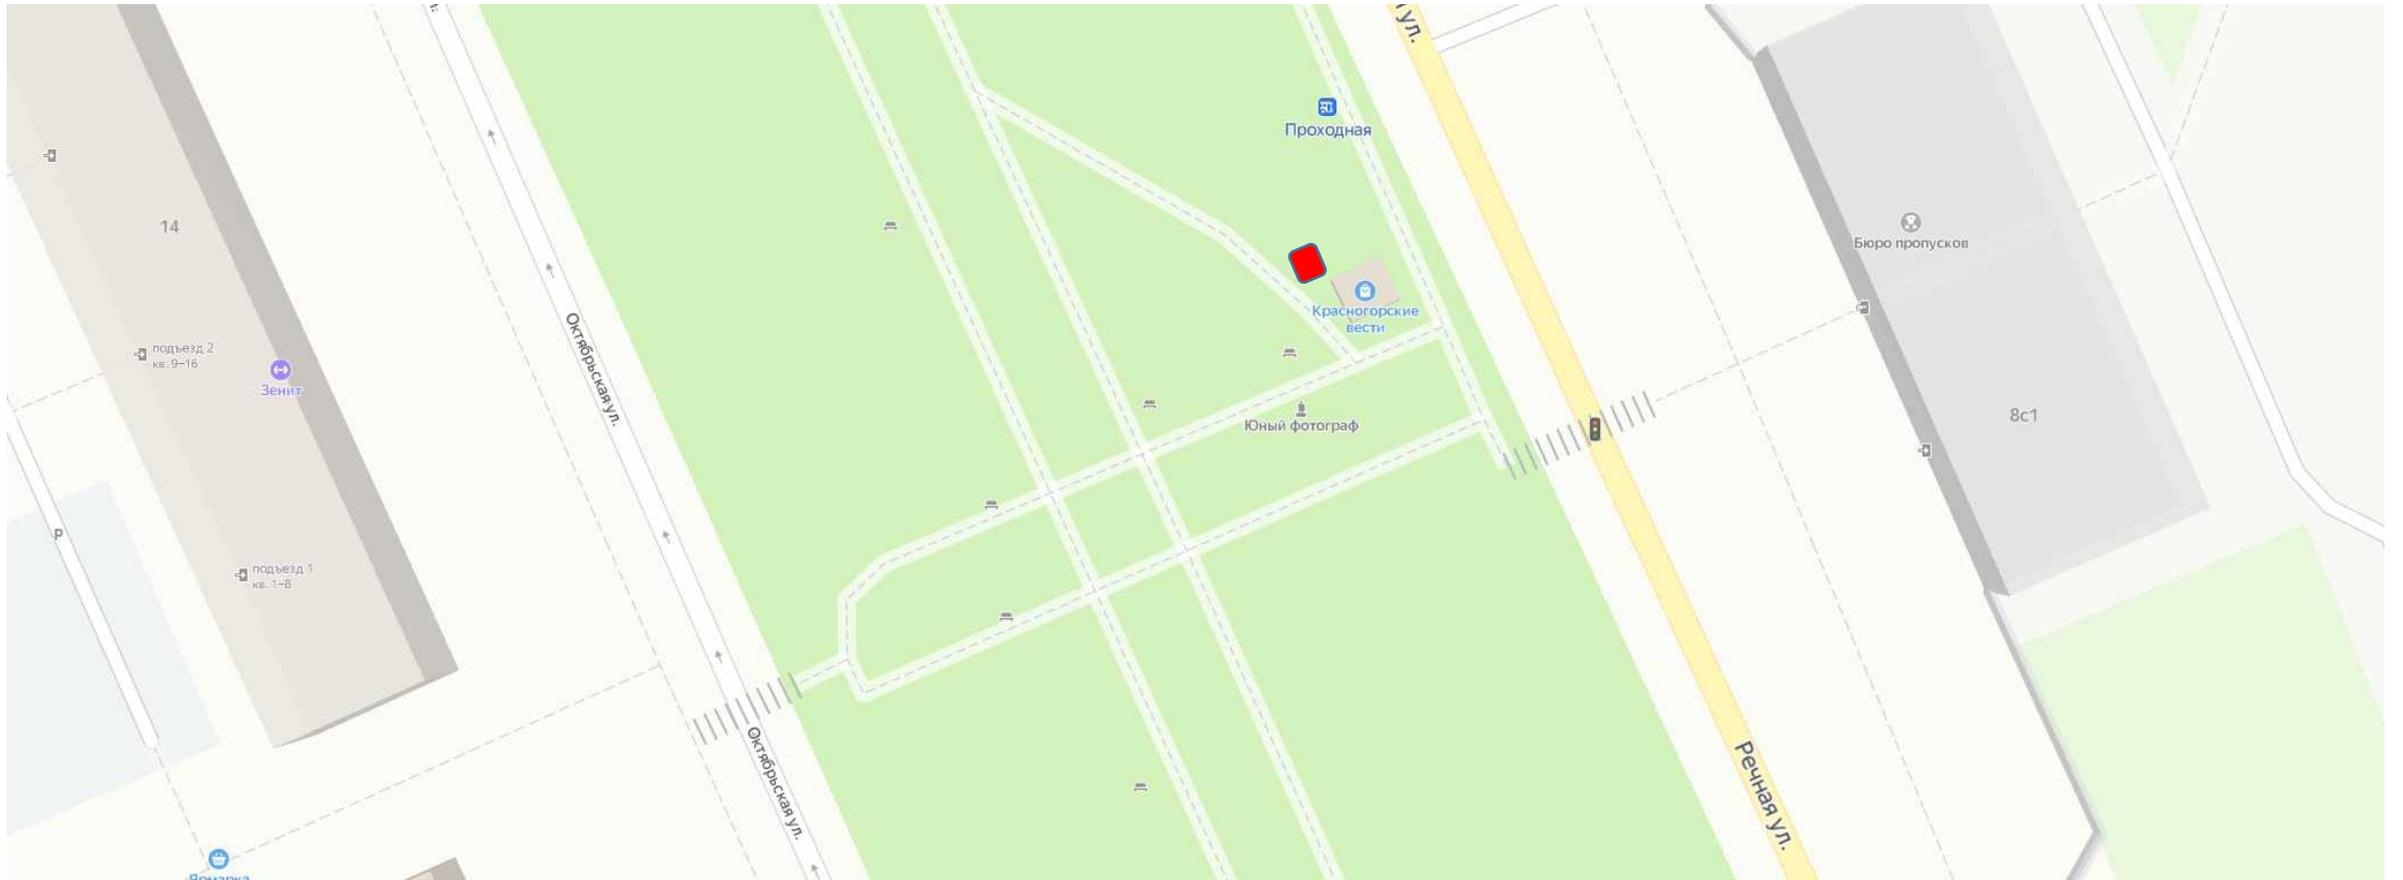 ул.
Проходная
14
Бюро пропусков
Красногорские
вести
Октябрьская ул.
подъезд 2
кв. 9–16
Зенит
Юный фотограф
8с1
P
подъезд 1
кв. 1–8
Октябрьская ул.
Речная ул.
Ярмарка